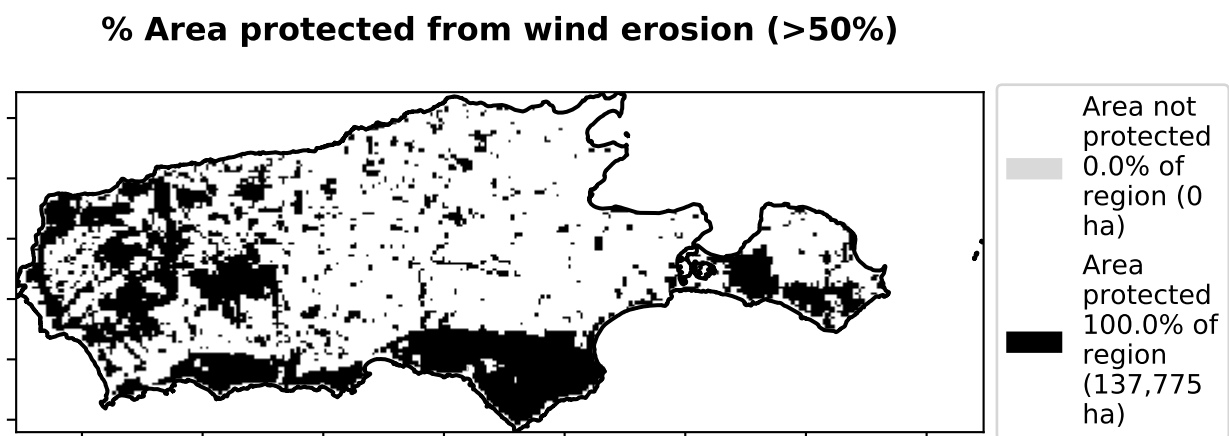 % Area protected from wind erosion (>50%)
Area not
protected
0.0% of
region (0
ha)
Area
protected
100.0% of
region
(137,775
ha)